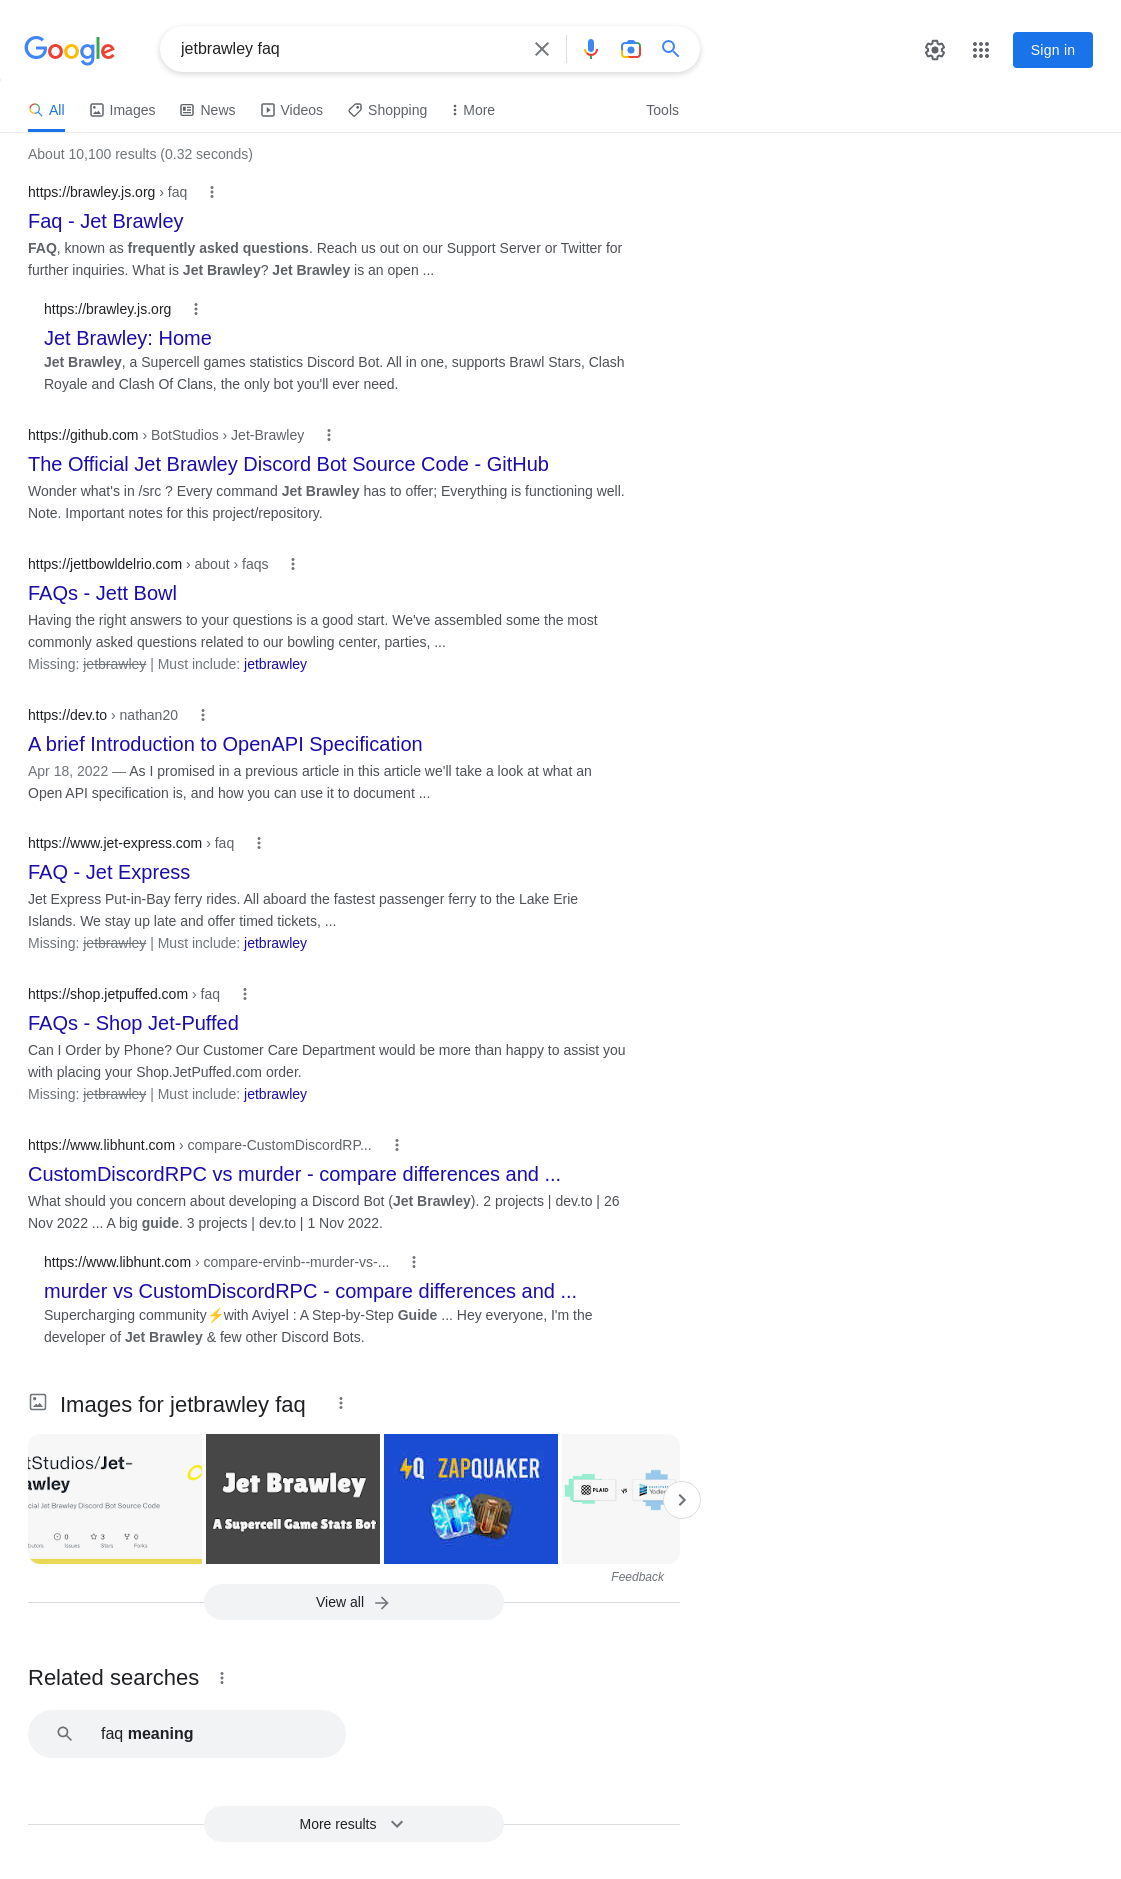 Google
jetbrawley faq
Sign in
All
Images
News
Videos
Shopping
More
Tools
About 10,100 results (0.32 seconds)
https://brawley.js.org › faq
Faq - Jet Brawley
FAQ, known as frequently asked questions. Reach us out on our Support Server or Twitter for
further inquiries. What is Jet Brawley? Jet Brawley is an open ...
https://brawley.js.org
Jet Brawley: Home
Jet Brawley, a Supercell games statistics Discord Bot. All in one, supports Brawl Stars, Clash
Royale and Clash Of Clans, the only bot you'll ever need.
https://github.com › BotStudios › Jet-Brawley
The Official Jet Brawley Discord Bot Source Code - GitHub
Wonder what's in /src ? Every command Jet Brawley has to offer; Everything is functioning well.
Note. Important notes for this project/repository.
https://jettbowldelrio.com › about › faqs
FAQs - Jett Bowl
Having the right answers to your questions is a good start. We've assembled some the most
commonly asked questions related to our bowling center, parties, ...
Missing: jetbrawley | Must include: jetbrawley
https://dev.to › nathan20
A brief Introduction to OpenAPI Specification
Apr 18, 2022 — As I promised in a previous article in this article we'll take a look at what an
Open API specification is, and how you can use it to document ...
https://www.jet-express.com › faq
FAQ - Jet Express
Jet Express Put-in-Bay ferry rides. All aboard the fastest passenger ferry to the Lake Erie
Islands. We stay up late and offer timed tickets, ...
Missing: jetbrawley | Must include: jetbrawley
https://shop.jetpuffed.com › faq
FAQs - Shop Jet-Puffed
Can I Order by Phone? Our Customer Care Department would be more than happy to assist you
with placing your Shop.JetPuffed.com order.
Missing: jetbrawley | Must include: jetbrawley
https://www.libhunt.com › compare-CustomDiscordRP...
CustomDiscordRPC vs murder - compare differences and ...
What should you concern about developing a Discord Bot (Jet Brawley). 2 projects | dev.to | 26
Nov 2022 ... A big guide. 3 projects | dev.to | 1 Nov 2022.
https://www.libhunt.com › compare-ervinb--murder-vs-...
murder vs CustomDiscordRPC - compare differences and ...
Supercharging community⚡with Aviyel : A Step-by-Step Guide ... Hey everyone, I'm the
developer of Jet Brawley & few other Discord Bots.
Images for jetbrawley faq
tStudios/Jet-
awley
cial Jet Brawley Discord Bot Source Code
0
3
0
butors
Issues
Stars
Forks
Jet Brawley
A Supercell Game Stats Bot
Q ZAPQUAKER
PLAID
vs
Yodlee
Feedback
View all
Related searches
faq meaning
More results